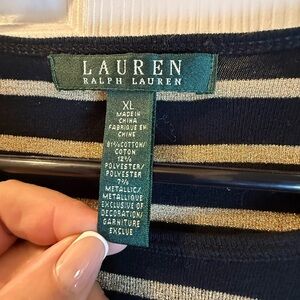 LAUREN
RALPH LAUREN
XL
MADE IN
CHINA
FABRIQUÉ EN
CHINE
81% COTTON/
COTON
12%
POLYESTER/
POLYESTER
7%
METALLIC/
METALLIQUE
EXCLUSIVE OF
DECORATION/
GARNITURE
EXCLUE